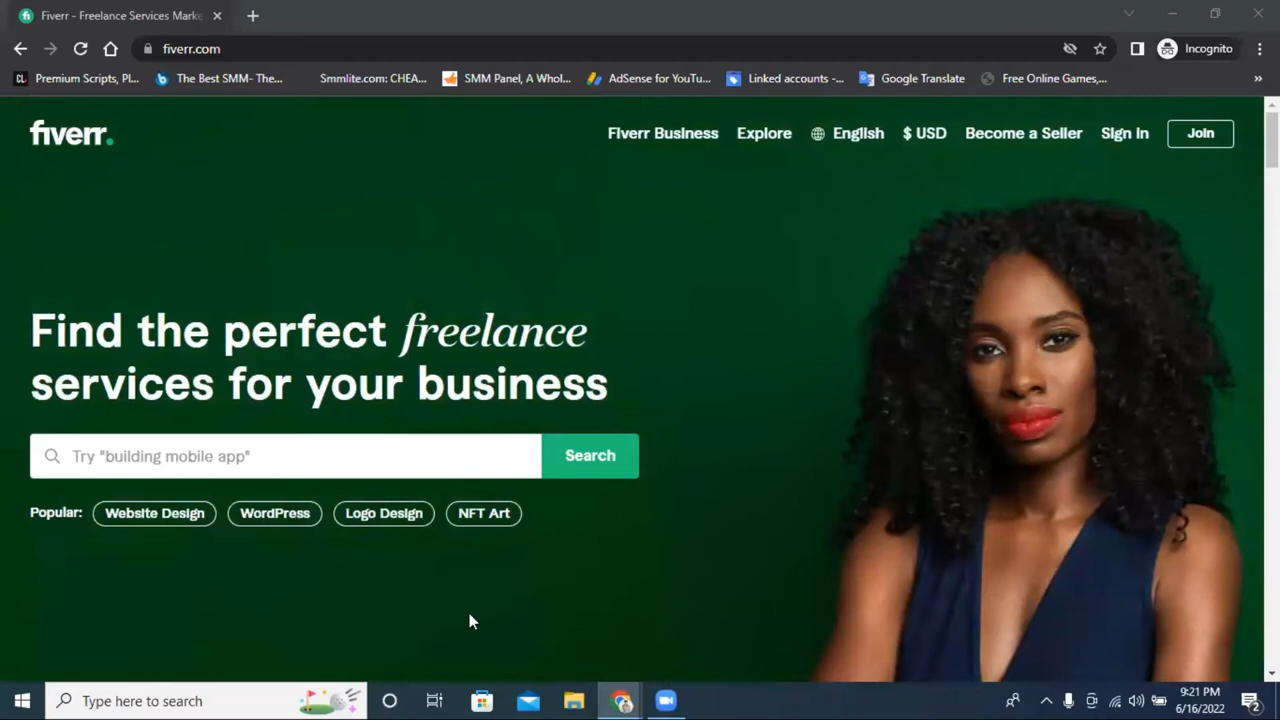 Fiverr - Freelance Services Marke
fiverr.com
Incognito
Premium Scripts, Pl...
The Best SMM- The...
Smmlite.com: CHEA...
SMM Panel, A Whol...
AdSense for YouTu...
Linked accounts -...
Google Translate
Free Online Games,...
fiverr.
Fiverr Business
Explore
English
$ USD
Become a Seller
Sign In
Join
Find the perfect freelance
services for your business
Try "building mobile app"
Search
Popular:
Website Design
WordPress
Logo Design
NFT Art
Type here to search
9:21 PM
6/16/2022
2